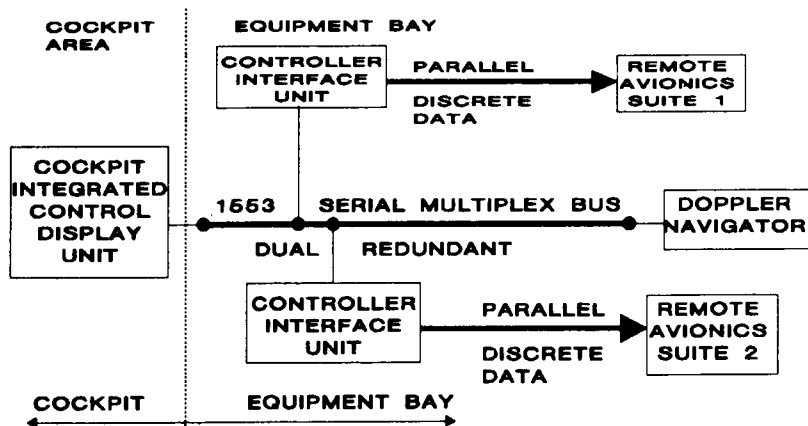 COCKPIT
AREA
EQUIPMENT BAY
CONTROLLER
INTERFACE
UNIT
PARALLEL
DISCRETE
DATA
REMOTE
AVIONICS
SUITE 1
COCKPIT
INTEGRATED
CONTROL
DISPLAY
UNIT
1553 SERIAL MULTIPLEX BUS
DUAL REDUNDANT
DOPPLER
NAVIGATOR
CONTROLLER
INTERFACE
UNIT
PARALLEL
DISCRETE
DATA
REMOTE
AVIONICS
SUITE 2
COCKPIT
EQUIPMENT BAY